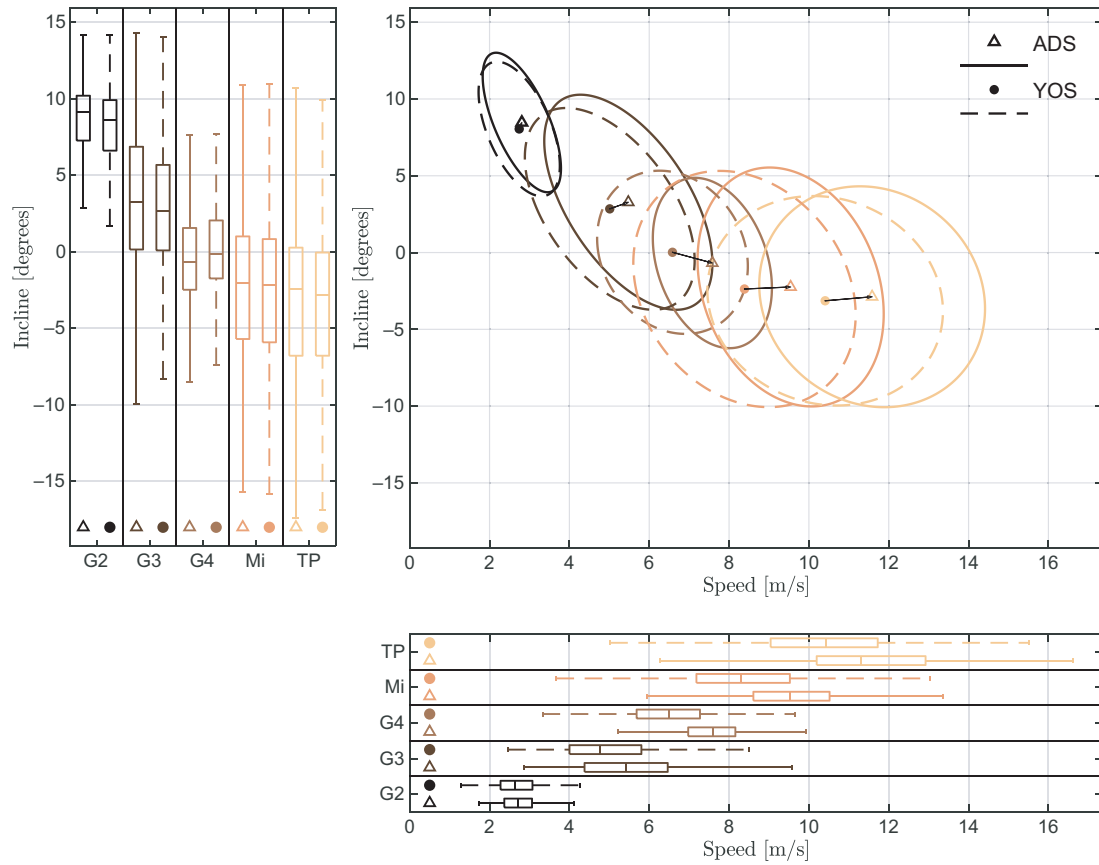 15
10
5
0
−5
−10
−15
Incline [degrees]
G2 G3 G4 Mi TP
15
10
5
0
−5
−10
−15
Incline [degrees]
ADS
YOS
0 2 4 6 8 10 12 14 16
Speed [m/s]
TP
Mi
G4
G3
G2
0 2 4 6 8 10 12 14 16
Speed [m/s]